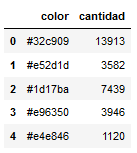 color cantidad
0 #32c909 13913
1 #e52d1d 3582
2 #1d17ba 7439
3 #e96350 3946
4 #e4e846 1120